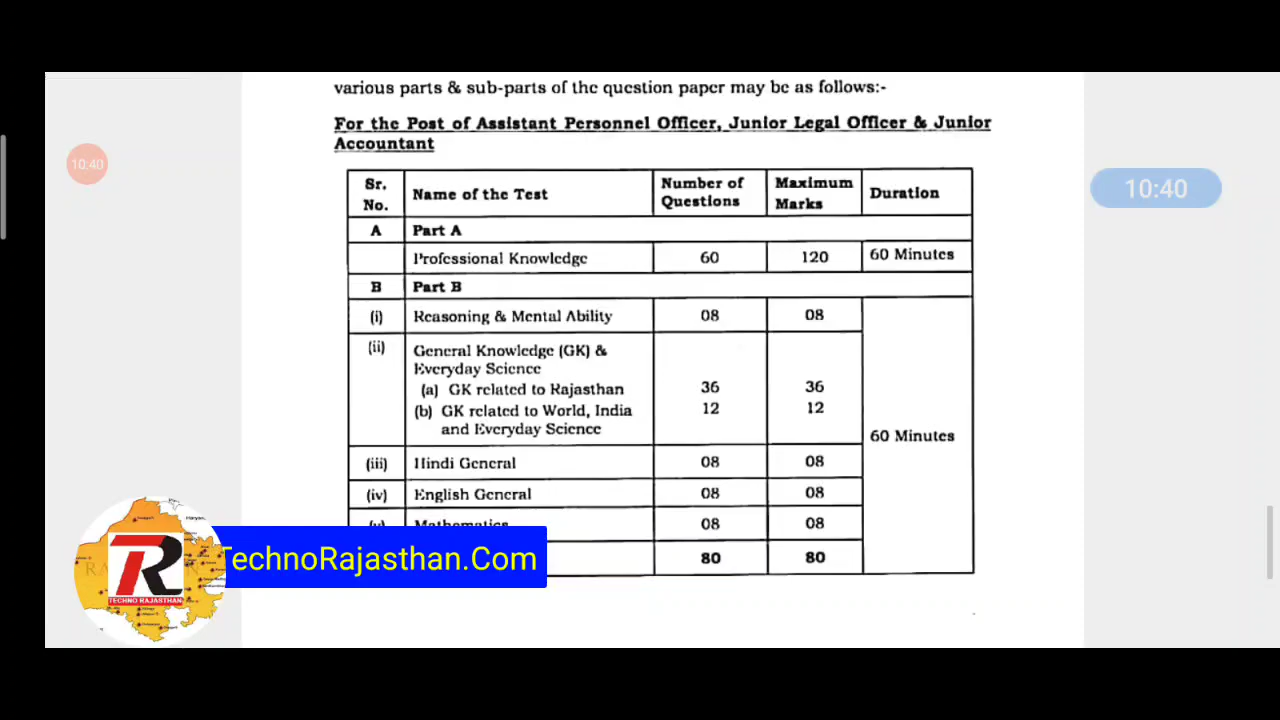 various parts & sub-parts of the question paper may be as follows:-
For the Post of Assistant Personnel Officer, Junior Legal Officer & Junior
Accountant
10:40
10:40
Sr. No. Name of the Test Number of Questions Maximum Marks Duration
A Part A
Professional Knowledge 60 120 60 Minutes
B Part B
(i) Reasoning & Mental Ability 08 08
(ii) General Knowledge (GK) &
Everyday Science
(a) GK related to Rajasthan 36 36
(b) GK related to World, India 12 12
and Everyday Science
60 Minutes
(iii) Hindi General 08 08
(iv) English General 08 08
(v) Mathematics 08 08
80 80
TechnoRajasthan.Com
TR
TECHNO RAJASTHAN